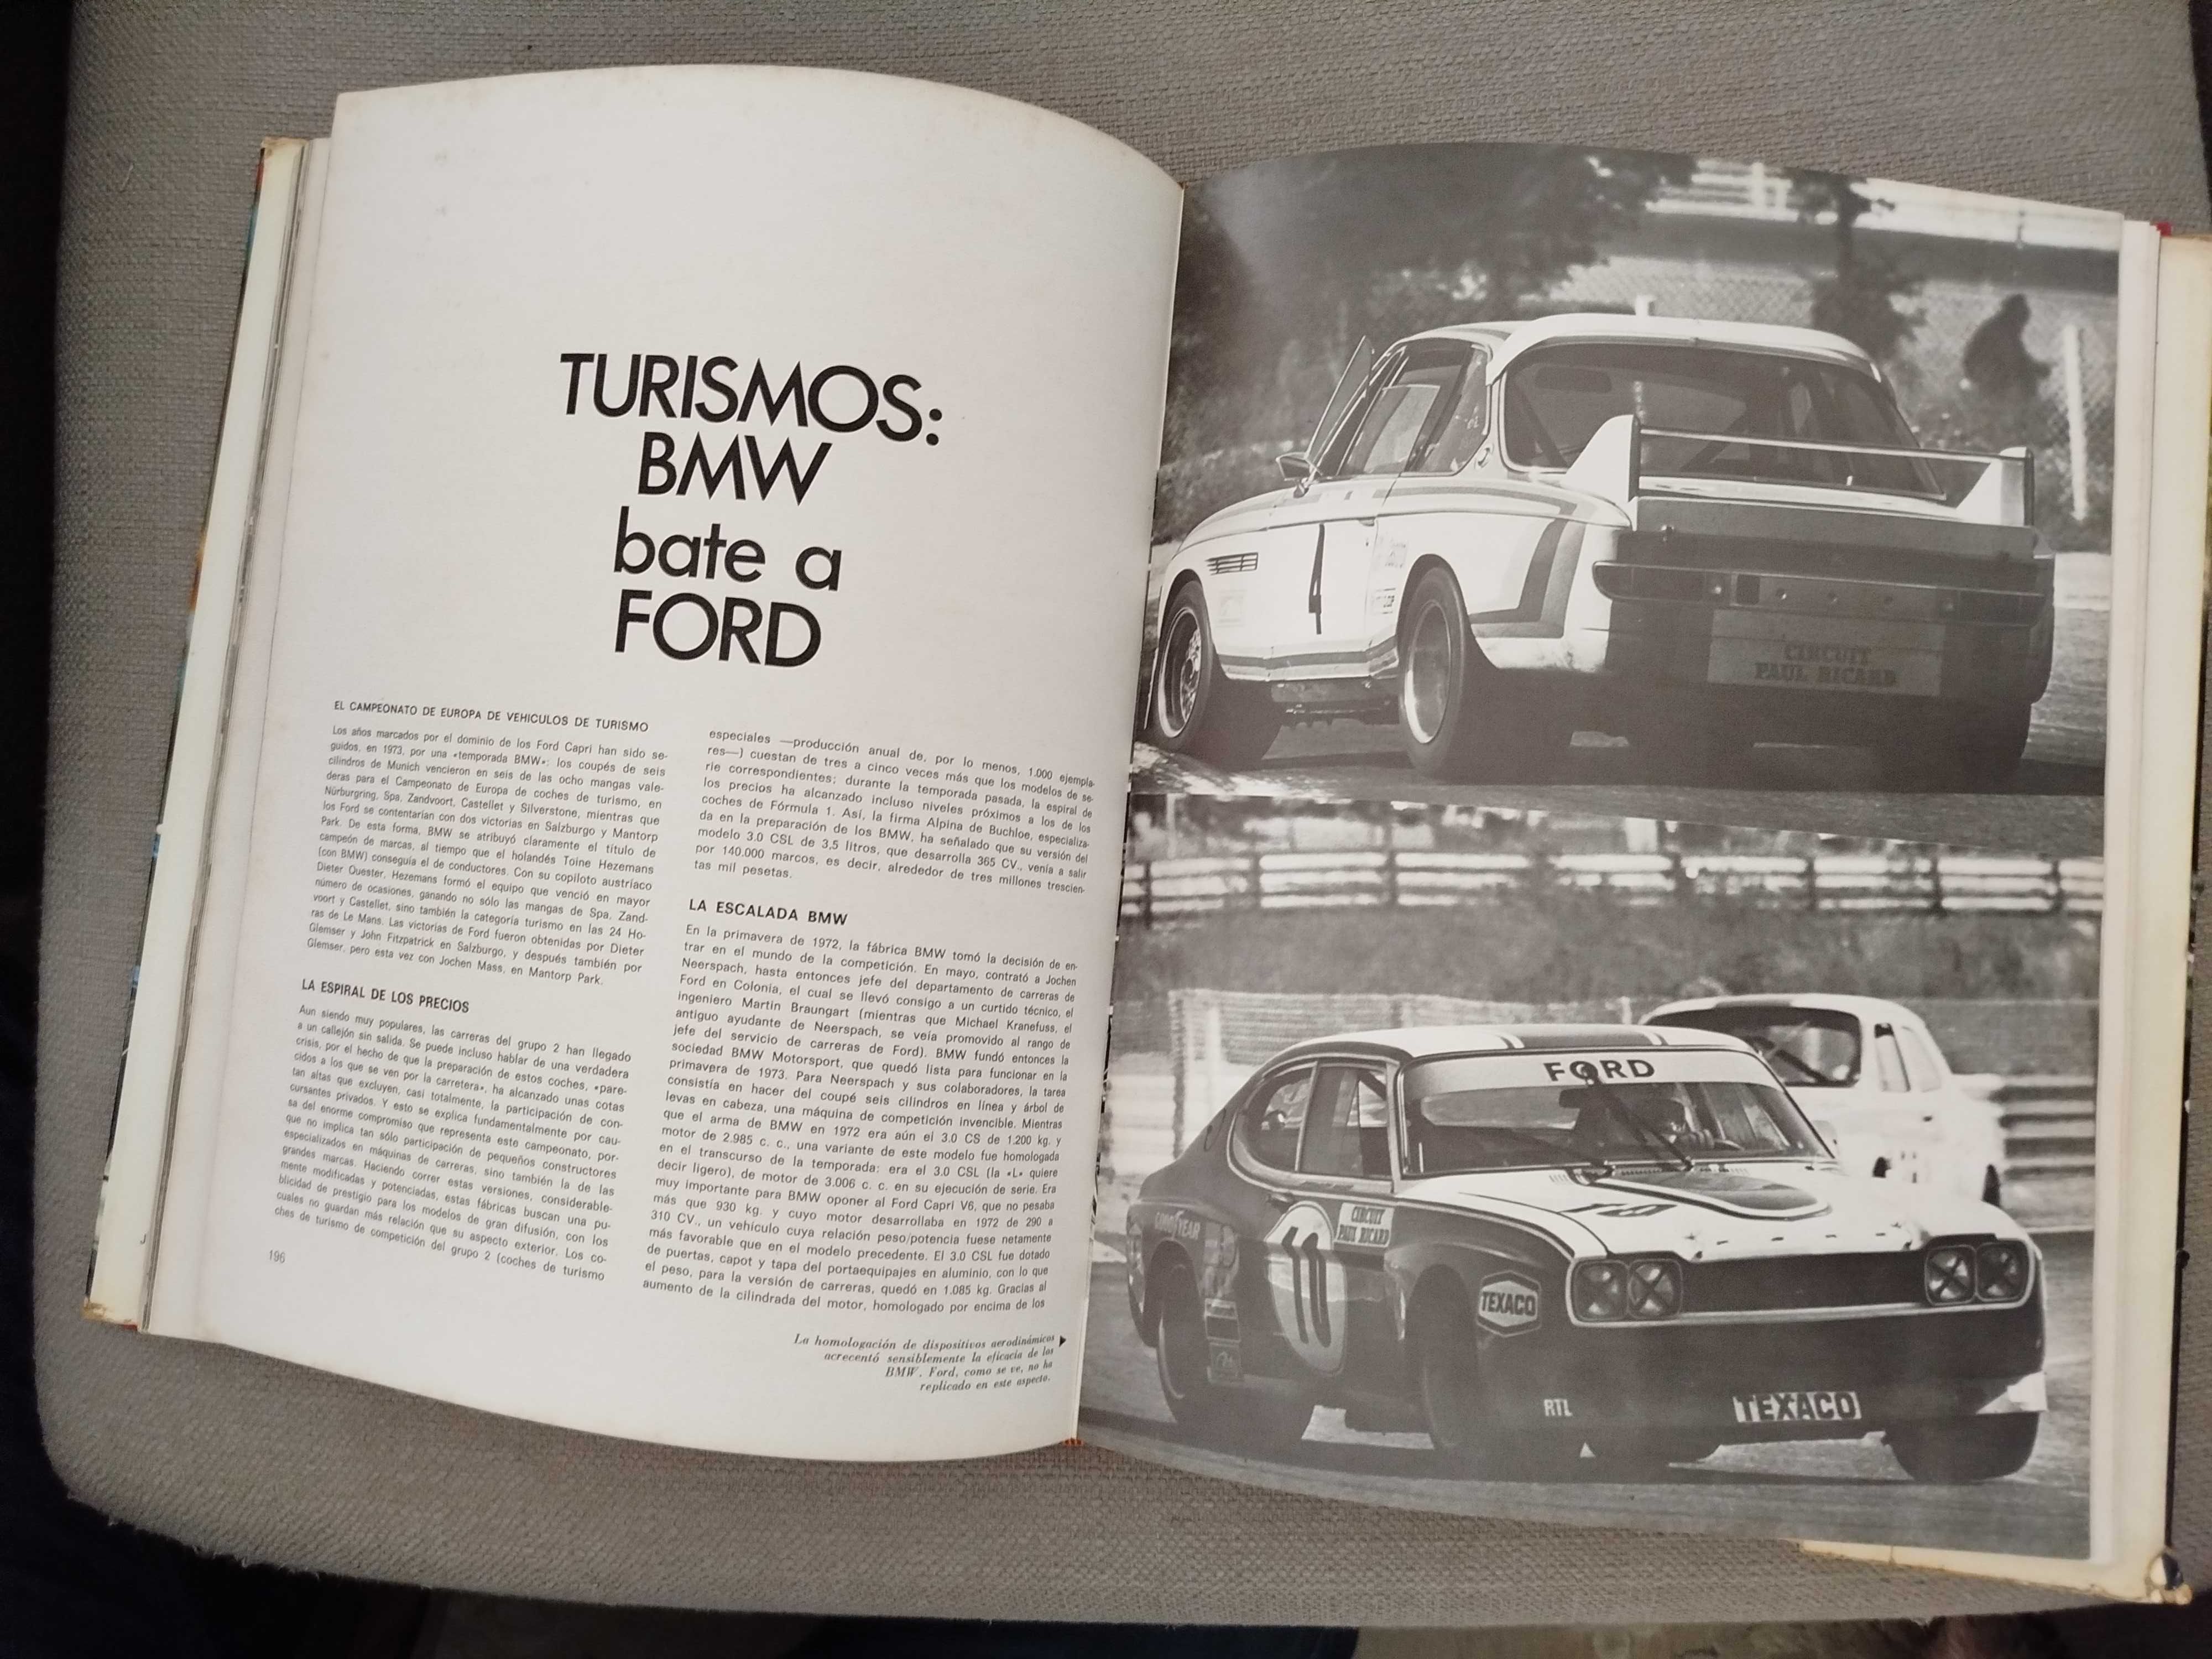 TURISMOS:
BMW
bate a
FORD
EL CAMPEONATO DE EUROPA DE VEHICULOS DE TURISMO
Los años marcados por el dominio de los Ford Capri han sido se-
guidos, en 1973, por una «temporada BMW»: los coupés de seis
cilindros de Munich vencieron en seis de las ocho mangas vale-
deras para el Campeonato de Europa de coches de turismo, en
Nürburgring, Spa, Zandvoort, Castellet y Silverstone, mientras que
los Ford se contentarían con dos victorias en Salzburgo y Mantorp
Park. De esta forma, BMW se atribuyó claramente el título de
campeón de marcas, al tiempo que el holandés Toine Hezemans
(con BMW) conseguía el de conductores. Con su copiloto austríaco
Dieter Quester, Hezemans formó el equipo que venció en mayor
número de ocasiones, ganando no sólo las mangas de Spa, Zand-
voort y Castellet, sino también la categoría turismo en las 24 Ho-
ras de Le Mans. Las victorias de Ford fueron obtenidas por Dieter
Glemser y John Fitzpatrick en Salzburgo, y después también por
Glemser, pero esta vez con Jochen Mass, en Mantorp Park.
LA ESPIRAL DE LOS PRECIOS
Aun siendo muy populares, las carreras del grupo 2 han llegado
a un callejón sin salida. Se puede incluso hablar de una verdadera
crisis, por el hecho de que la preparación de estos coches, «pare-
cidos a los que se ven por la carretera», ha alcanzado unas cotas
tan altas que excluyen, casi totalmente, la participación de con-
cursantes privados. Y esto se explica fundamentalmente por cau-
sa del enorme compromiso que representa este campeonato, por-
que no implica tan sólo participación de pequeños constructores
especializados en máquinas de carreras, sino también la de las
grandes marcas. Haciendo correr estas versiones, considerable-
mente modificadas y potenciadas, estas fábricas buscan una pu-
blicidad de prestigio para los modelos de gran difusión, con los
cuales no guardan más relación que su aspecto exterior. Los co-
ches de turismo de competición del grupo 2 (coches de turismo
196
especiales —producción anual de, por lo menos, 1.000 ejempla-
res—) cuestan de tres a cinco veces más que los modelos de se-
rie correspondientes; durante la temporada pasada, la espiral de
los precios ha alcanzado incluso niveles próximos a los de los
coches de Fórmula 1. Así, la firma Alpina de Buchloe, especializa-
da en la preparación de los BMW, ha señalado que su versión del
modelo 3.0 CSL de 3,5 litros, que desarrolla 365 CV., venía a salir
por 140.000 marcos, es decir, alrededor de tres millones trescien-
tas mil pesetas.
LA ESCALADA BMW
En la primavera de 1972, la fábrica BMW tomó la decisión de en-
trar en el mundo de la competición. En mayo, contrató a Jochen
Neerspach, hasta entonces jefe del departamento de carreras de
Ford en Colonia, el cual se llevó consigo a un curtido técnico, el
ingeniero Martin Braungart (mientras que Michael Kranefuss, el
antiguo ayudante de Neerspach, se veía promovido al rango de
jefe del servicio de carreras de Ford). BMW fundó entonces la
sociedad BMW Motorsport, que quedó lista para funcionar en la
primavera de 1973. Para Neerspach y sus colaboradores, la tarea
consistía en hacer del coupé seis cilindros en línea y árbol de
levas en cabeza, una máquina de competición invencible. Mientras
que el arma de BMW en 1972 era aún el 3.0 CS de 1.200 kg. y
motor de 2.985 c. c., una variante de este modelo fue homologada
en el transcurso de la temporada: era el 3.0 CSL (la «L» quiere
decir ligero), de motor de 3.006 c. c. en su ejecución de serie. Era
muy importante para BMW oponer al Ford Capri V6, que no pesaba
más que 930 kg. y cuyo motor desarrollaba en 1972 de 290 a
310 CV., un vehículo cuya relación peso/potencia fuese netamente
más favorable que en el modelo precedente. El 3.0 CSL fue dotado
de puertas, capot y tapa del portaequipajes en aluminio, con lo que
el peso, para la versión de carreras, quedó en 1.085 kg. Gracias al
aumento de la cilindrada del motor, homologado por encima de los
La homologación de dispositivos aerodinámicos
acrecentó sensiblemente la eficacia de los
BMW. Ford, como se ve, no ha
replicado en este aspecto.
4
CIRCUIT
PAUL RICARD
FORD
10
GOODYEAR
CIRCUIT
PAUL RICARD
10
TEXACO
RTL
TEXACO